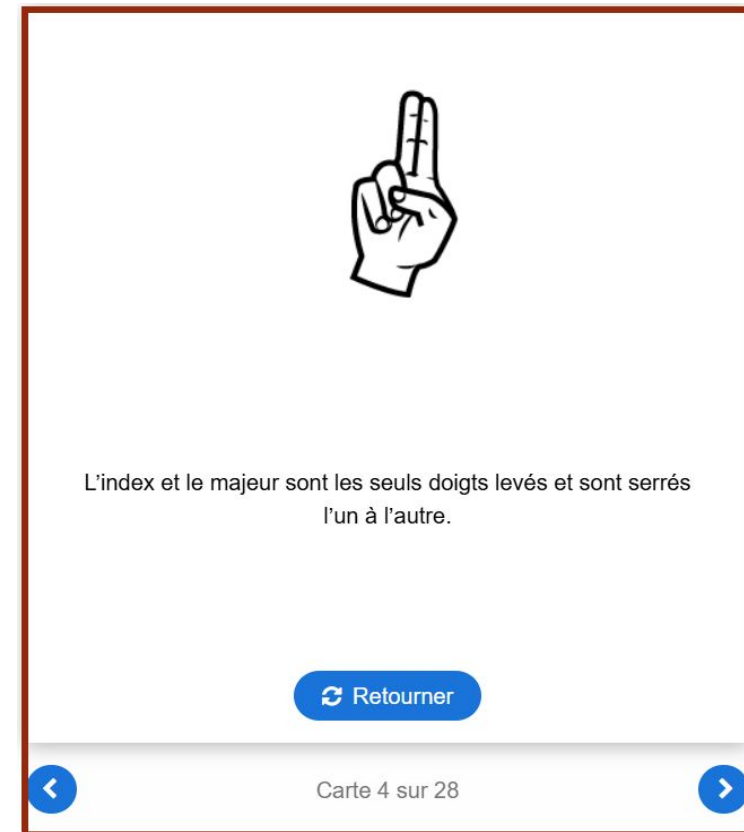 L’index et le majeur sont les seuls doigts levés et sont serrés
l’un à l’autre.
Retourner
Carte 4 sur 28